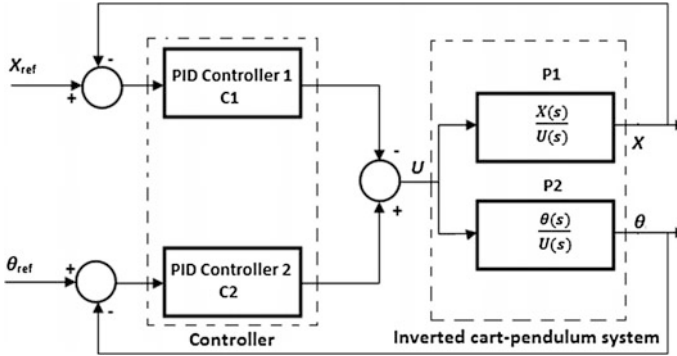 X_ref
+
-
PID Controller 1
C1
P1
X(s)
U(s)
X
-
U
+
P2
θ(s)
U(s)
θ
θ_ref
+
-
PID Controller 2
C2
Controller
Inverted cart-pendulum system